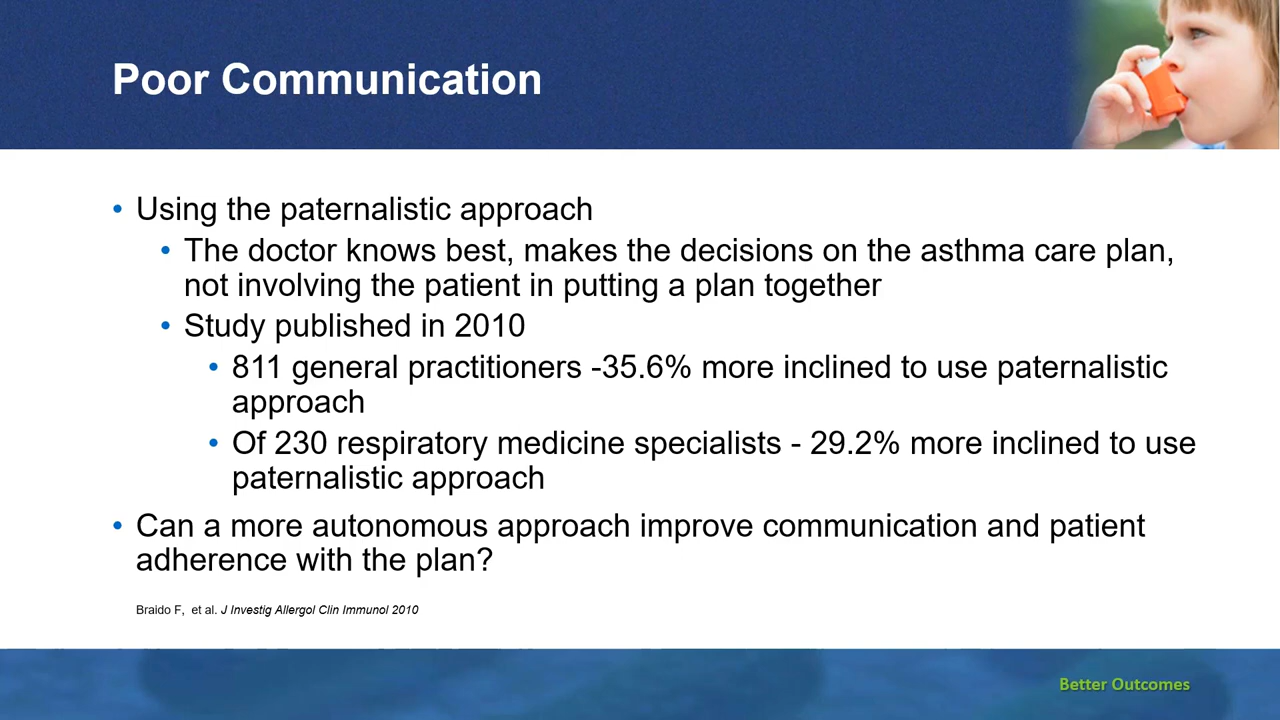 Poor Communication
• Using the paternalistic approach
• The doctor knows best, makes the decisions on the asthma care plan,
not involving the patient in putting a plan together
• Study published in 2010
• 811 general practitioners -35.6% more inclined to use paternalistic
approach
• Of 230 respiratory medicine specialists - 29.2% more inclined to use
paternalistic approach
• Can a more autonomous approach improve communication and patient
adherence with the plan?
Braido F, et al. J Investig Allergol Clin Immunol 2010
Better Outcomes